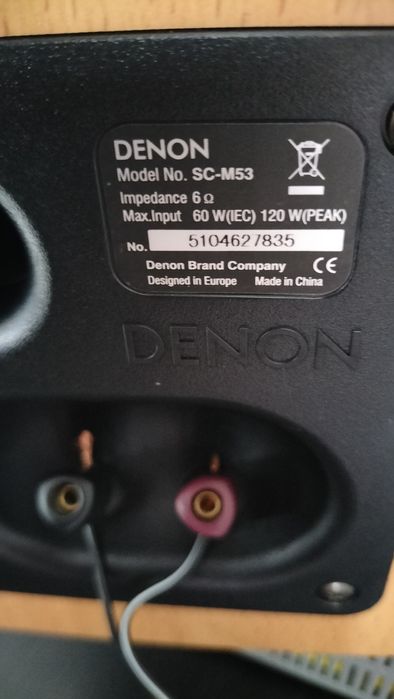 DENON
Model No. SC-M53
Impedance 6Ω
Max.Input 60 W(IEC) 120 W(PEAK)
No. 5104627835
Denon Brand Company CE
Designed in Europe Made in China
DENON